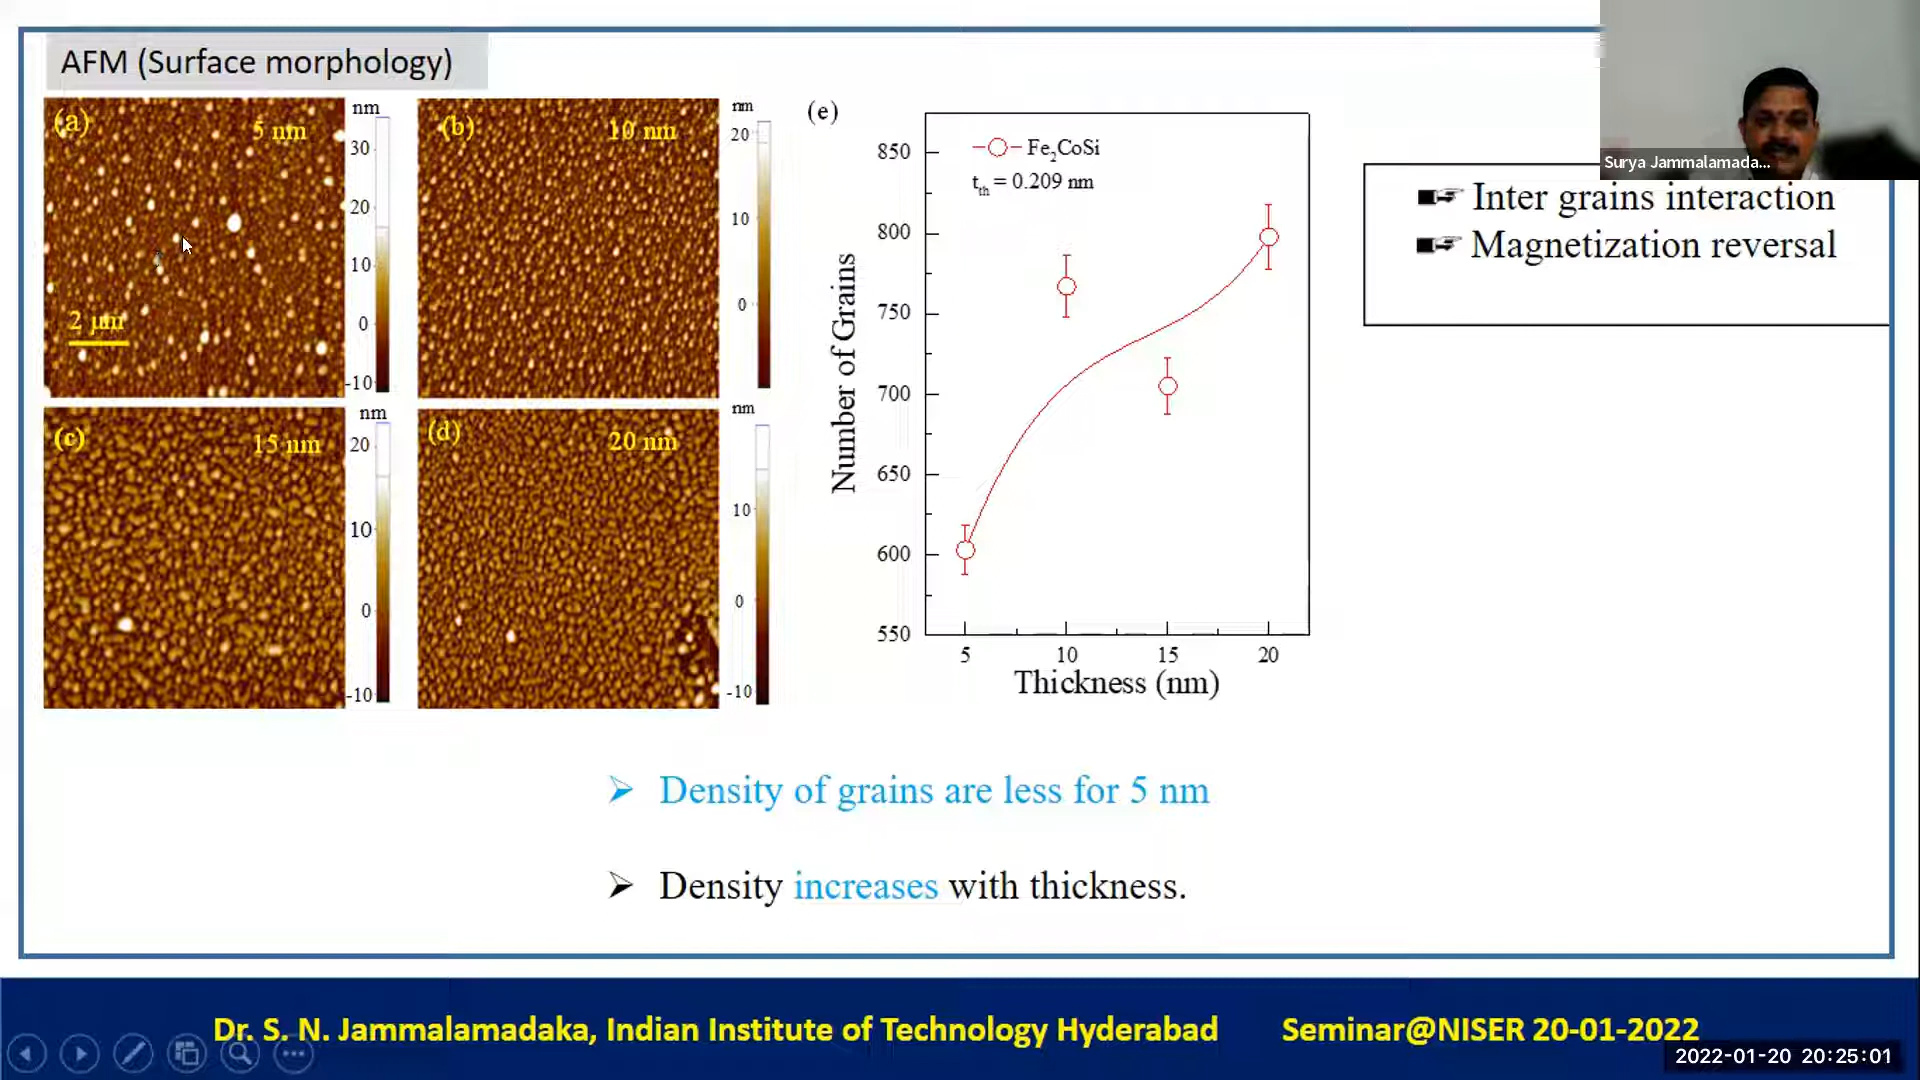 AFM (Surface morphology)
(a)
5 nm
nm
30
20
10
0
-10
(b)
10 nm
nm
20
10
0
(c)
15 nm
nm
20
10
0
-10
(d)
20 nm
nm
10
0
-10
(e)
Fe2CoSi
tth = 0.209 nm
850
800
750
700
650
600
550
Number of Grains
5 10 15 20
Thickness (nm)
2 µm
Surya Jammalamada...
Inter grains interaction
Magnetization reversal
➢ Density of grains are less for 5 nm
➢ Density increases with thickness.
Dr. S. N. Jammalamadaka, Indian Institute of Technology Hyderabad Seminar@NISER 20-01-2022
2022-01-20 20:25:01